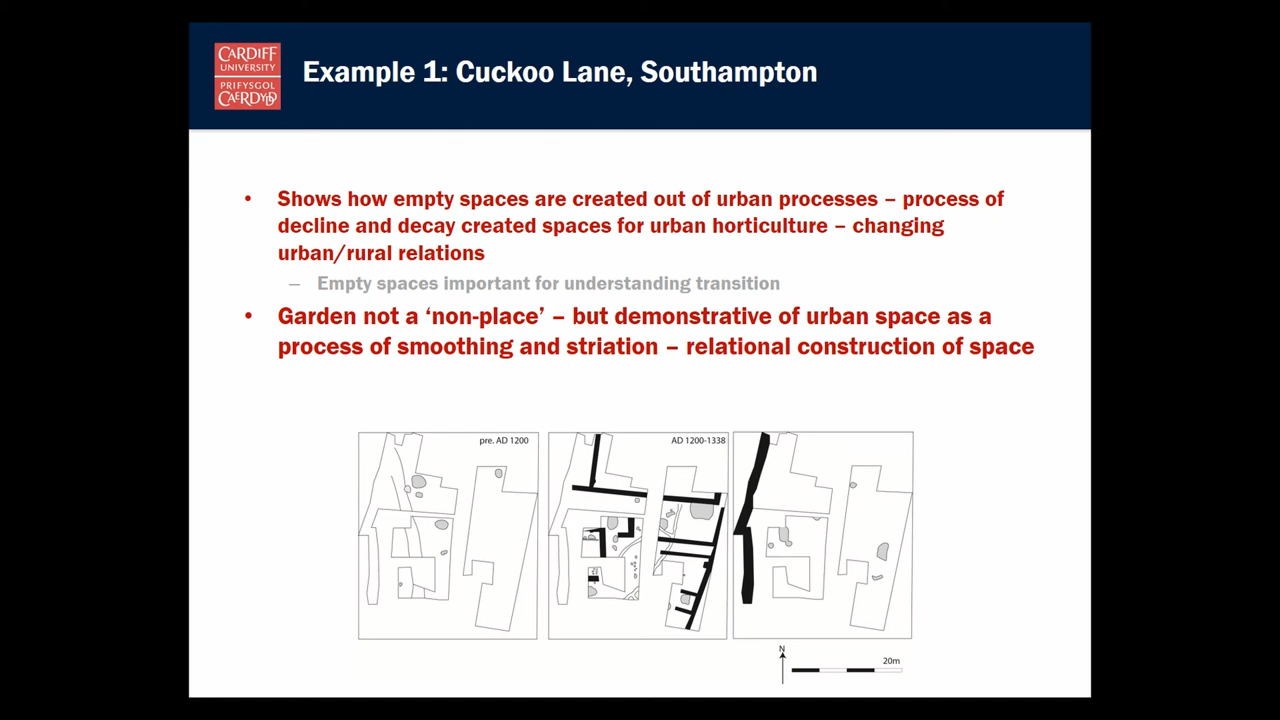 CARDIFF
UNIVERSITY
PRIFYSGOL
CAERDYD
Example 1: Cuckoo Lane, Southampton
• Shows how empty spaces are created out of urban processes – process of
decline and decay created spaces for urban horticulture – changing
urban/rural relations
– Empty spaces important for understanding transition
• Garden not a ‘non-place’ – but demonstrative of urban space as a
process of smoothing and striation – relational construction of space
pre. AD 1200
AD 1200-1338
N
20m